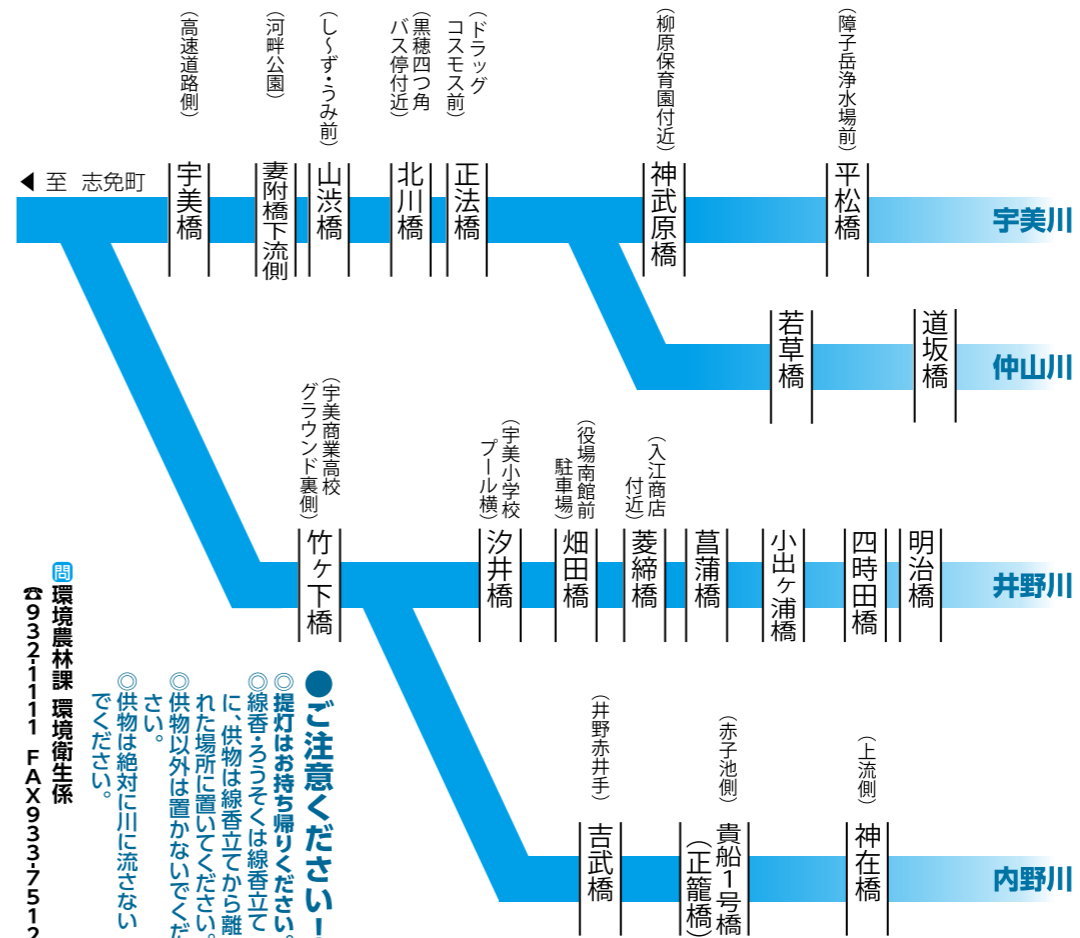 ◀ 至 志免町
宇美川
(障子岳浄水場前)
平松橋
(柳原保育園付近)
神武原橋
(ドラッグ
コスモス前)
正法橋
(黒穂四つ角
バス停付近)
北川橋
(し~ず・うみ前)
山渋橋
(河畔公園)
妻附橋下流側
(高速道路側)
宇美橋
仲山川
道坂橋
若草橋
井野川
明治橋
四時田橋
小出ヶ浦橋
菖蒲橋
(入江商店
付近)
菱締橋
(役場南館前
駐車場)
畑田橋
(宇美小学校
プール横)
汐井橋
(宇美商業高校
グラウンド裏側)
竹ヶ下橋
内野川
(上流側)
神在橋
(赤子池側)
貴船1号橋
(正籠橋)
(井野赤井手)
吉武橋
●ご注意ください!
◎提灯はお持ち帰りください。
◎線香・ろうそくは線香立て
に、供物は線香立てから離
れた場所に置いてください。
◎供物以外は置かないでくだ
さい。
◎供物は絶対に川に流さない
でください。
問環境農林課 環境衛生係
☎932-1111 FAX933-7512